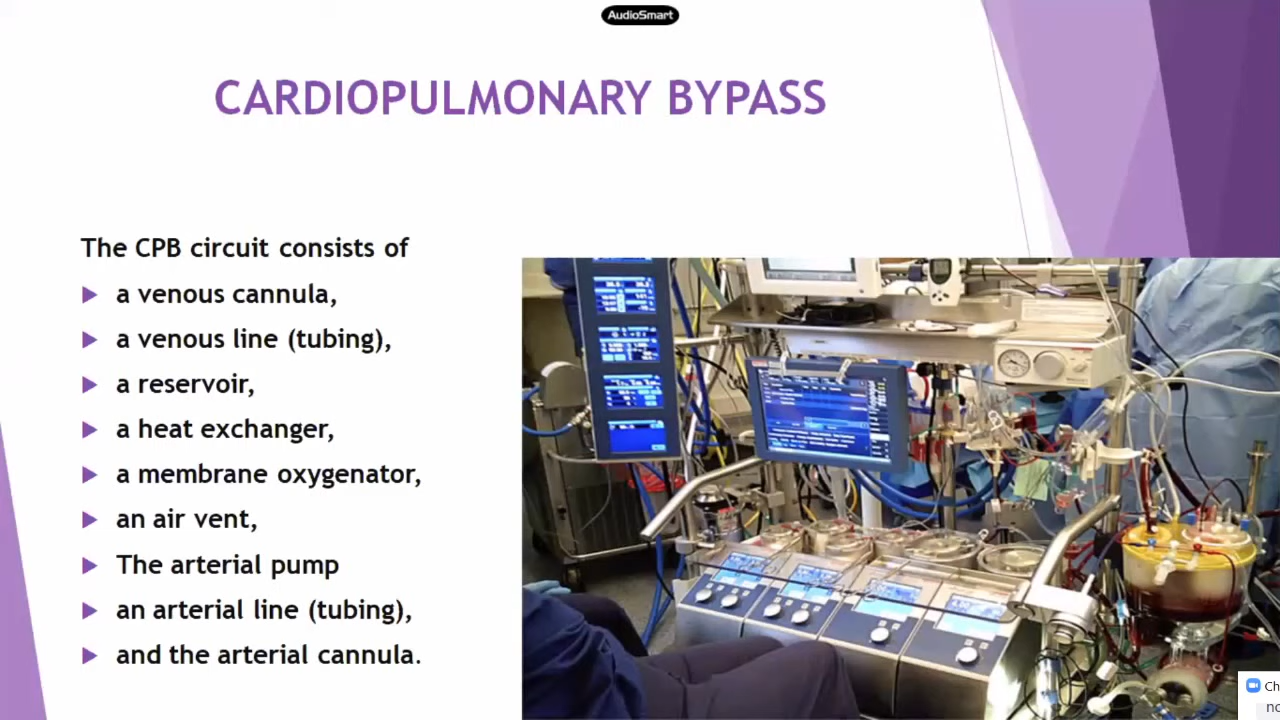 AudioSmart
CARDIOPULMONARY BYPASS
The CPB circuit consists of
a venous cannula,
a venous line (tubing),
a reservoir,
a heat exchanger,
a membrane oxygenator,
an air vent,
The arterial pump
an arterial line (tubing),
and the arterial cannula.